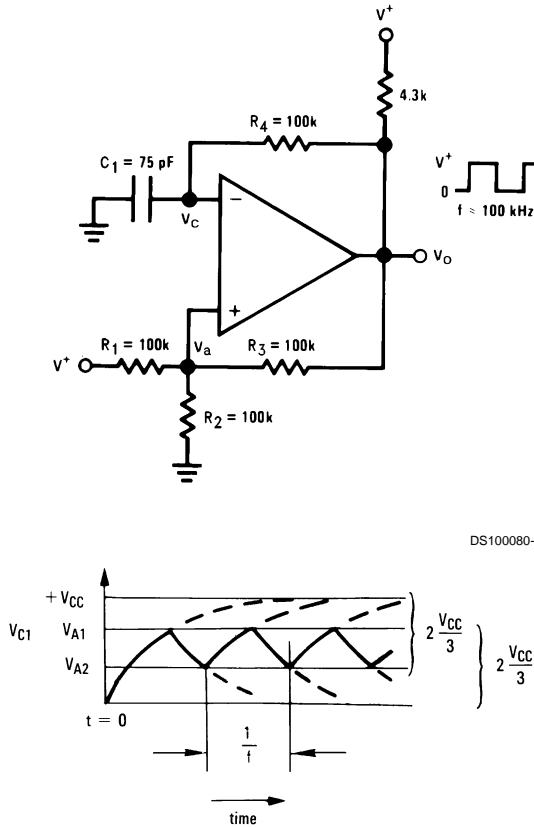 V+
4.3k
R4 = 100k
C1 = 75 pF
V+
0
f ≈ 100 kHz
VC
−
VO
+
R1 = 100k
Va
R3 = 100k
V+
R2 = 100k
DS100080-
+VCC
VC1
VA1
VA2
2 VCC/3
2 VCC/3
t = 0
1/f
time